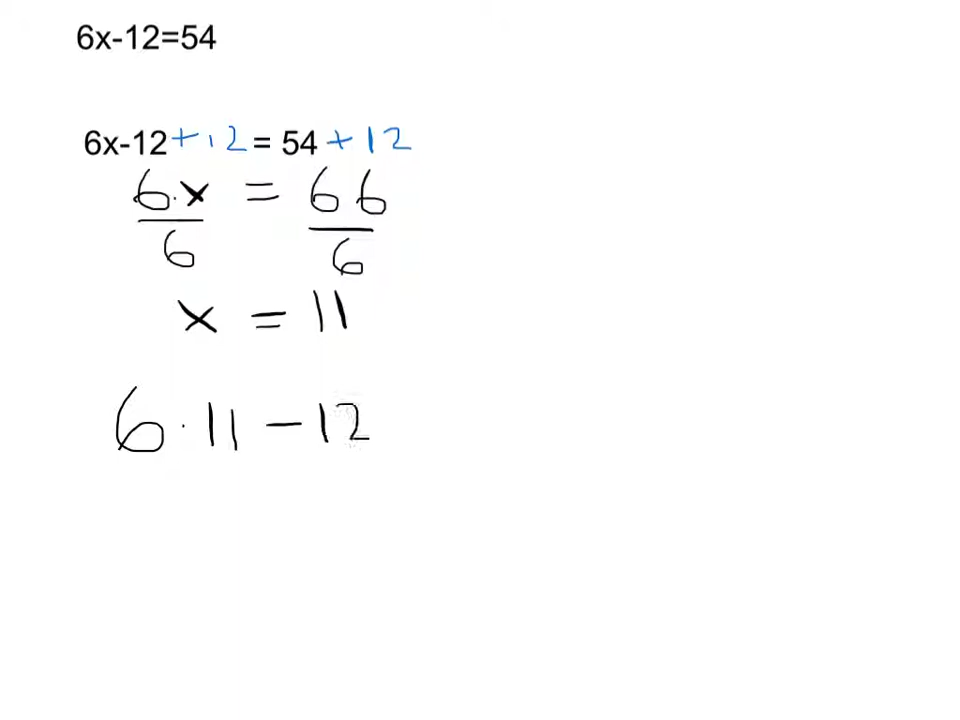 6x-12=54
6x-12+12 = 54+12
6·x = 66
6 6
x = 11
6·11-12